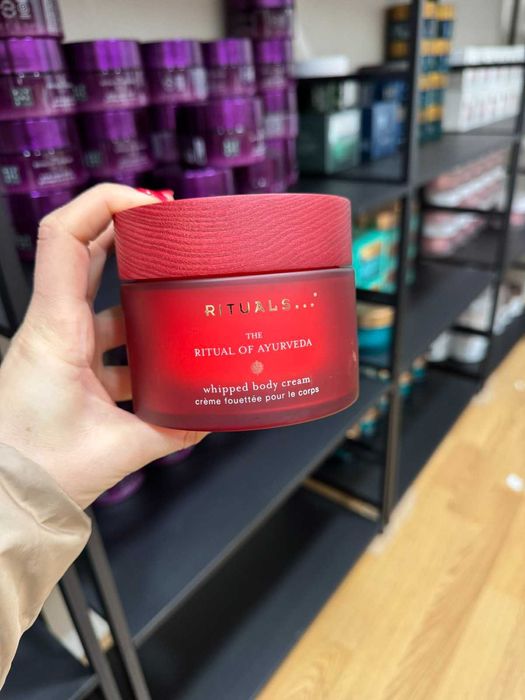 RITUALS...
THE
RITUAL OF AYURVEDA
whipped body cream
crème fouettée pour le corps